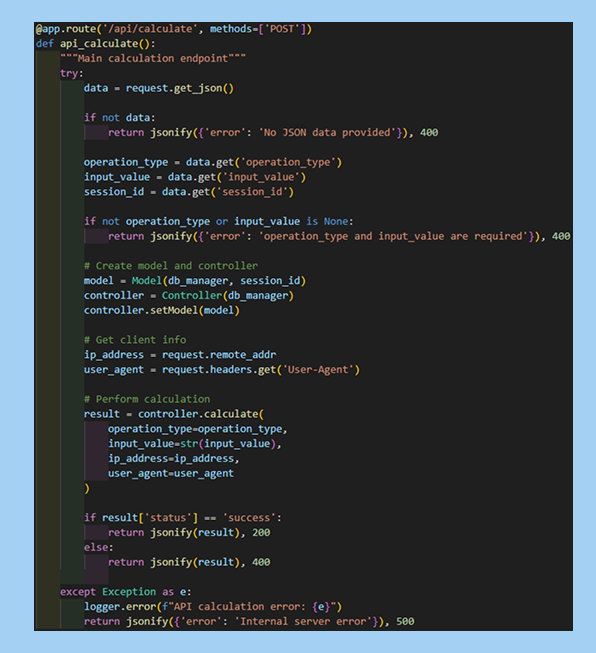 @app.route('/api/calculate', methods=['POST'])
def api_calculate():
    """Main calculation endpoint"""
    try:
        data = request.get_json()

        if not data:
            return jsonify({'error': 'No JSON data provided'}), 400

        operation_type = data.get('operation_type')
        input_value = data.get('input_value')
        session_id = data.get('session_id')

        if not operation_type or input_value is None:
            return jsonify({'error': 'operation_type and input_value are required'}), 400

        # Create model and controller
        model = Model(db_manager, session_id)
        controller = Controller(db_manager)
        controller.setModel(model)

        # Get client info
        ip_address = request.remote_addr
        user_agent = request.headers.get('User-Agent')

        # Perform calculation
        result = controller.calculate(
            operation_type=operation_type,
            input_value=str(input_value),
            ip_address=ip_address,
            user_agent=user_agent
        )

        if result['status'] == 'success':
            return jsonify(result), 200
        else:
            return jsonify(result), 400

    except Exception as e:
        logger.error(f"API calculation error: {e}")
        return jsonify({'error': 'Internal server error'}), 500